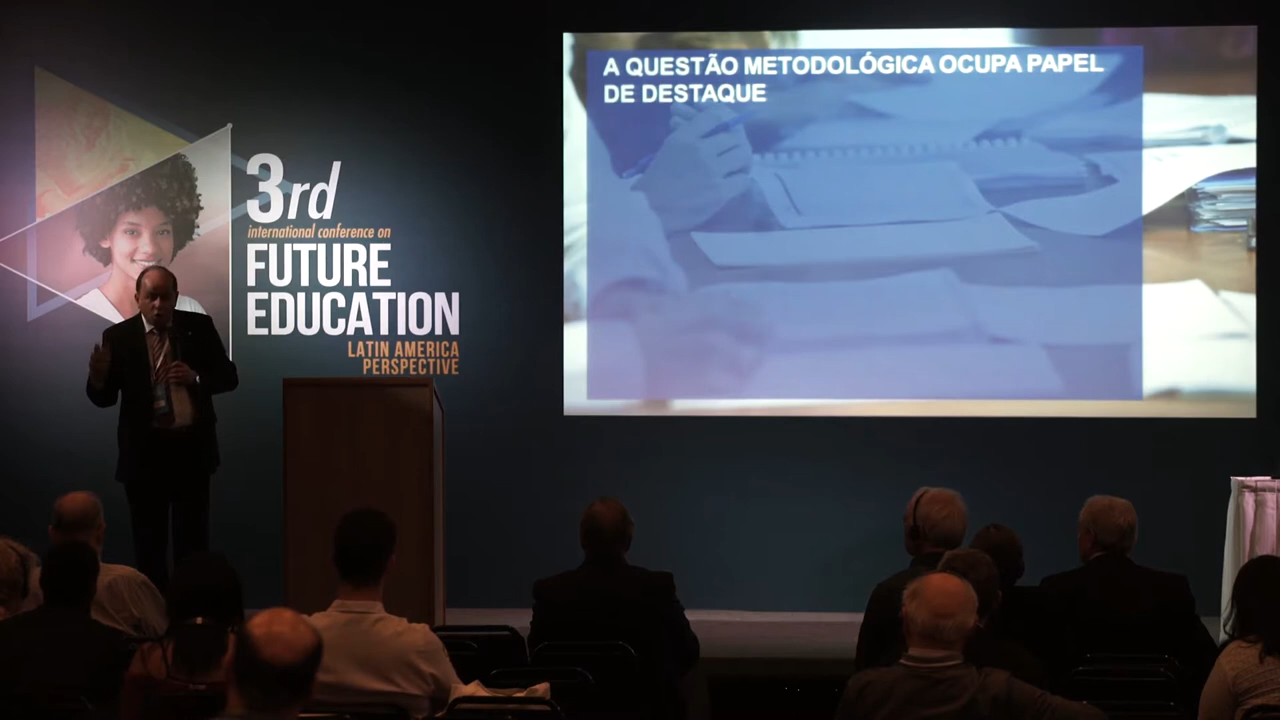 3rd
international conference on
FUTURE
EDUCATION
LATIN AMERICA
PERSPECTIVE
A QUESTÃO METODOLÓGICA OCUPA PAPEL
DE DESTAQUE